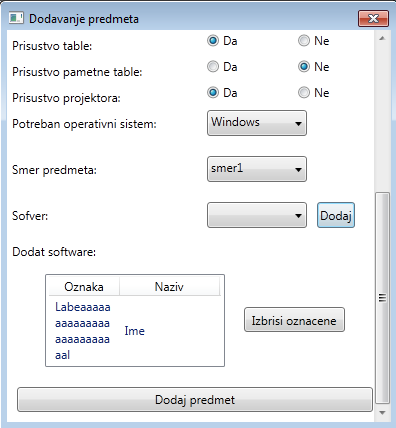 Dodavanje predmeta
Prisustvo table: Da Ne
Prisustvo pametne table: Da Ne
Prisustvo projektora: Da Ne
Potreban operativni sistem: Windows
Smer predmeta: smer1
Sofver: Dodaj
Dodat software:
Oznaka Naziv
Labeaaaaa
aaaaaaaaa
aaaaaaaaa
aal
Ime
Izbrisi oznacene
Dodaj predmet